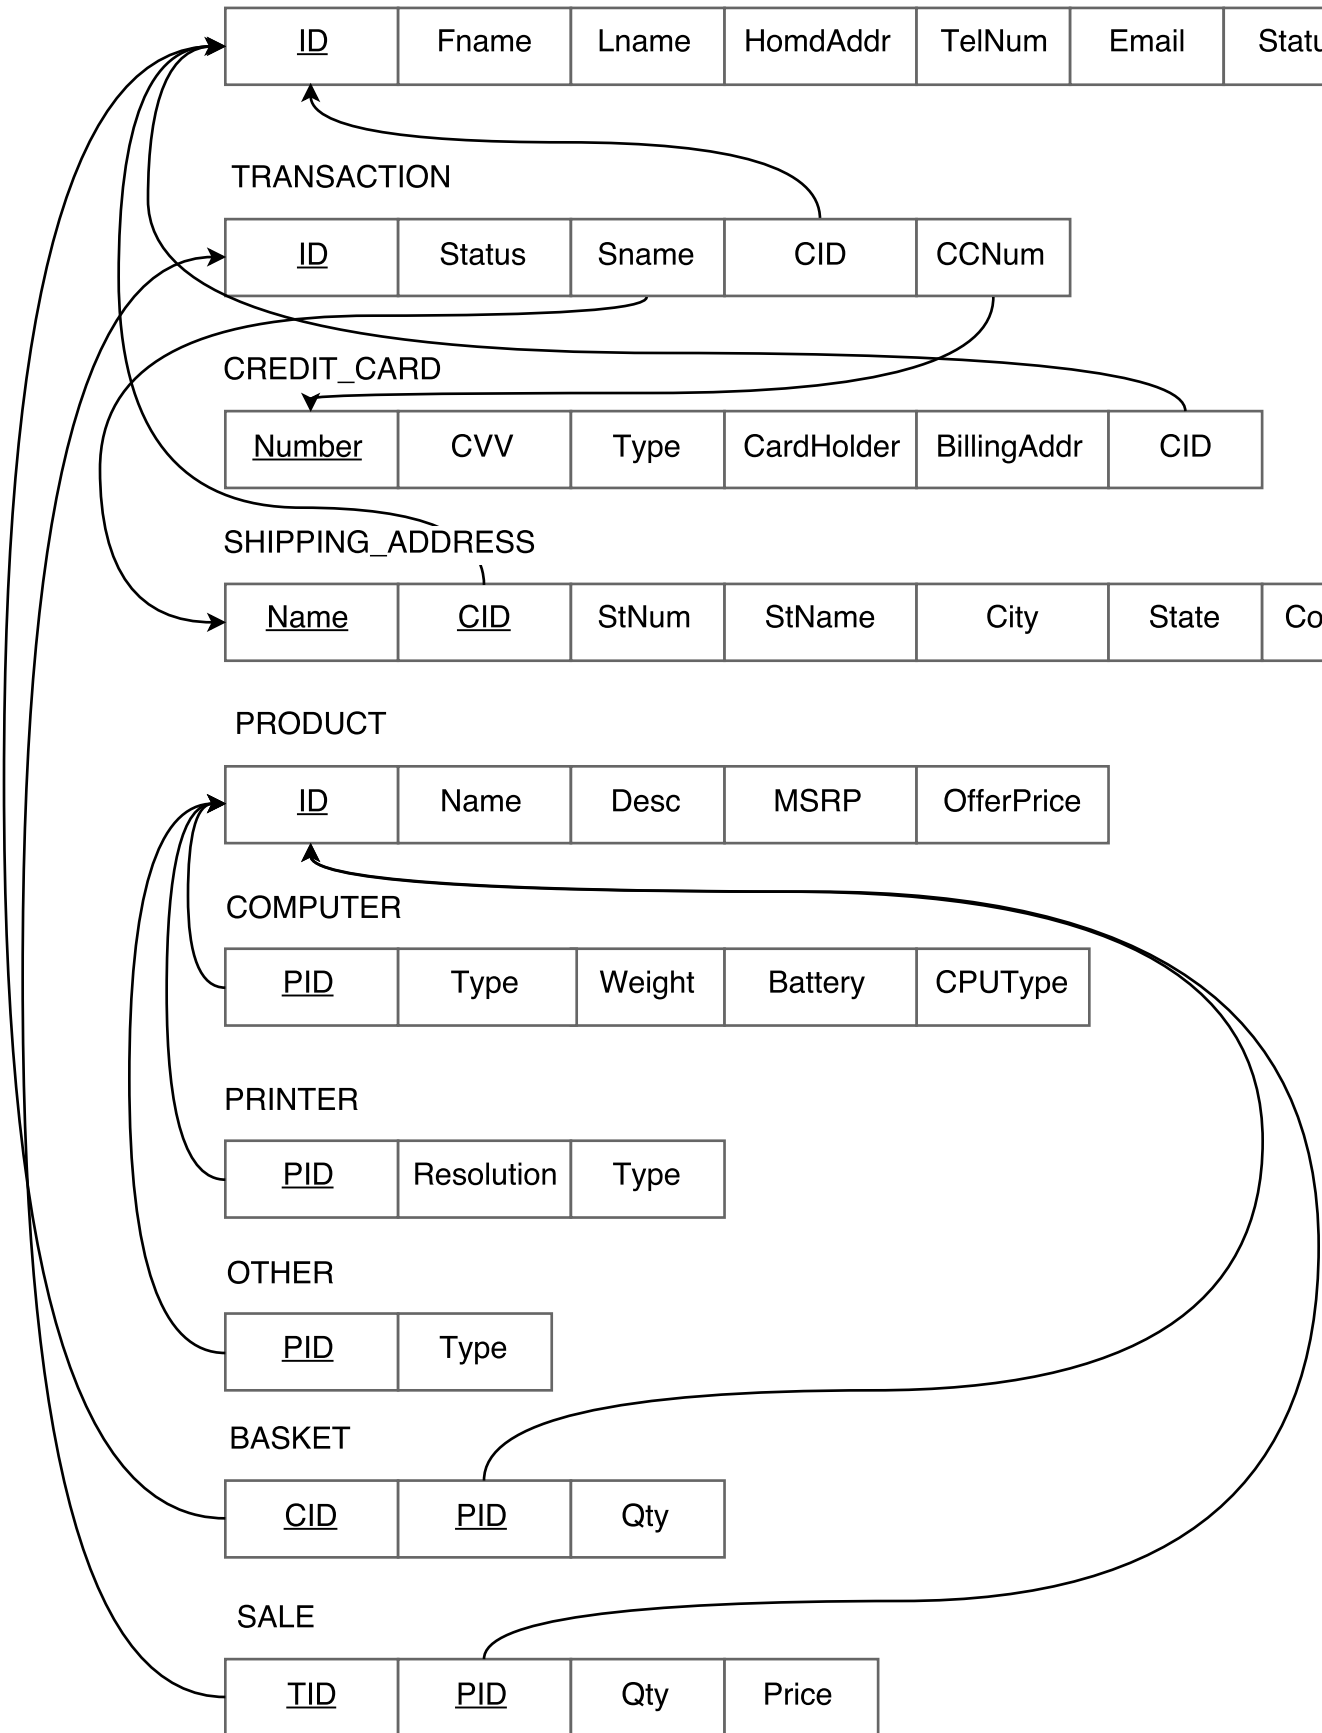 ID Fname Lname HomdAddr TelNum Email Statu
TRANSACTION
ID Status Sname CID CCNum
CREDIT_CARD
Number CVV Type CardHolder BillingAddr CID
SHIPPING_ADDRESS
Name CID StNum StName City State Co
PRODUCT
ID Name Desc MSRP OfferPrice
COMPUTER
PID Type Weight Battery CPUType
PRINTER
PID Resolution Type
OTHER
PID Type
BASKET
CID PID Qty
SALE
TID PID Qty Price